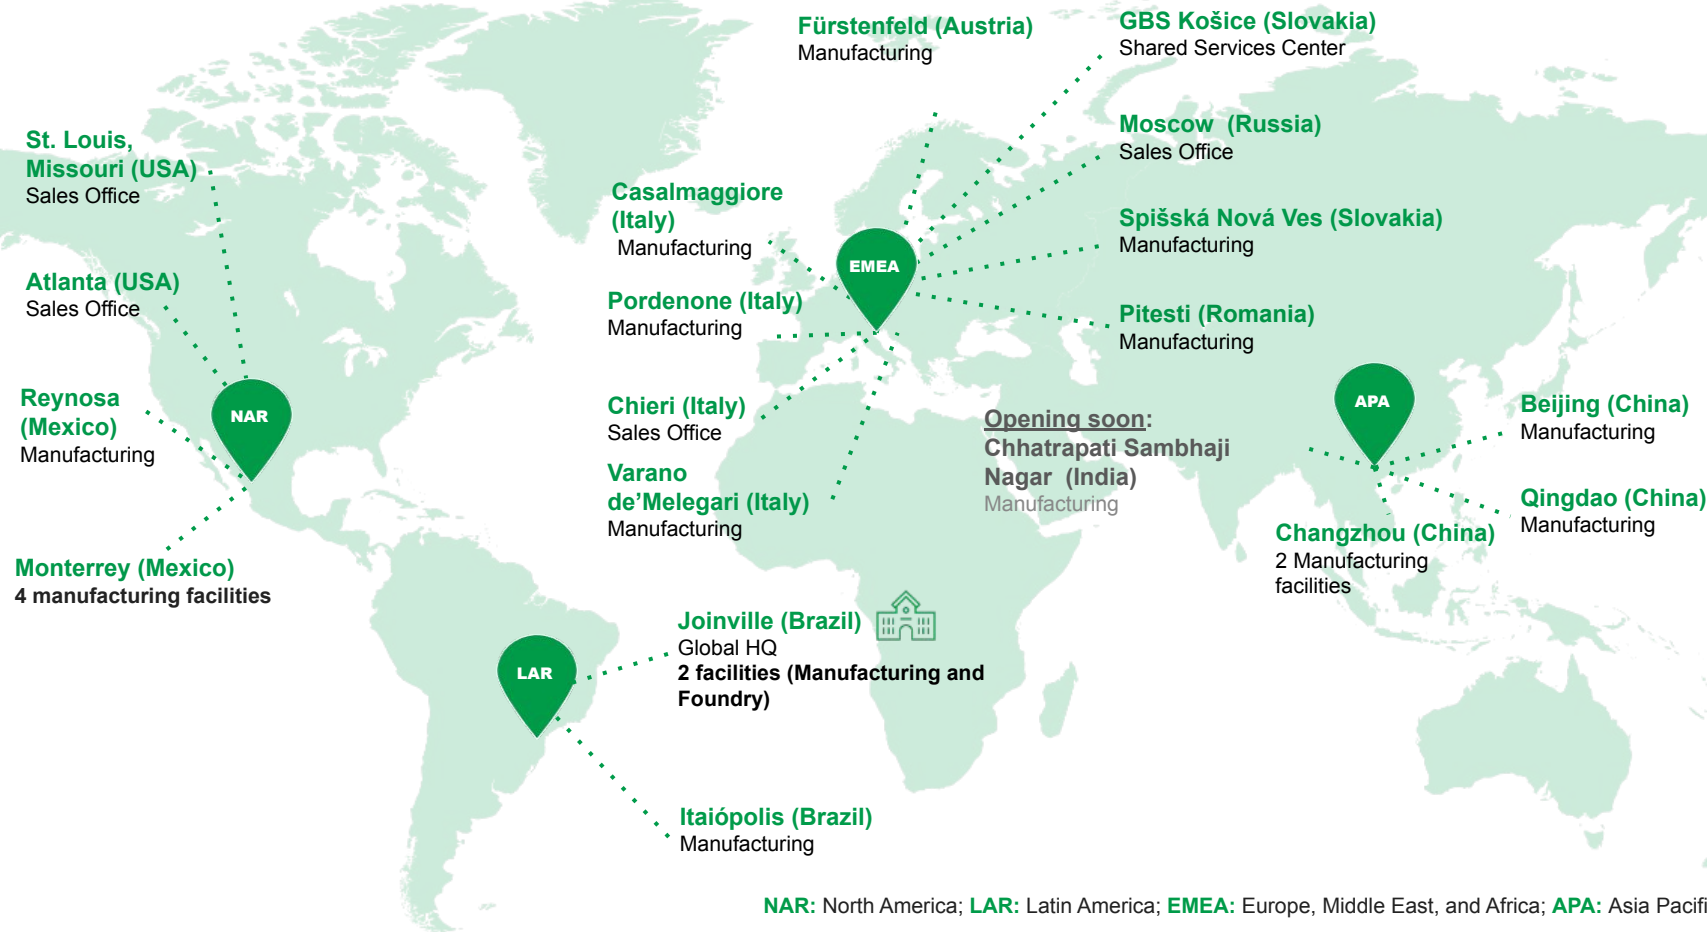 Fürstenfeld (Austria)
Manufacturing
GBS Košice (Slovakia)
Shared Services Center
St. Louis,
Missouri (USA)
Sales Office
Moscow (Russia)
Sales Office
Casalmaggiore
(Italy)
Manufacturing
Spišská Nová Ves (Slovakia)
Manufacturing
EMEA
Atlanta (USA)
Sales Office
Pordenone (Italy)
Manufacturing
Pitesti (Romania)
Manufacturing
Reynosa
(Mexico)
Manufacturing
NAR
Chieri (Italy)
Sales Office
Opening soon:
Chhatrapati Sambhaji
Nagar (India)
Manufacturing
APA
Beijing (China)
Manufacturing
Varano
de’Melegari (Italy)
Manufacturing
Qingdao (China)
Manufacturing
Changzhou (China)
2 Manufacturing
facilities
Monterrey (Mexico)
4 manufacturing facilities
Joinville (Brazil)
Global HQ
2 facilities (Manufacturing and
Foundry)
LAR
Itaiópolis (Brazil)
Manufacturing
NAR: North America; LAR: Latin America; EMEA: Europe, Middle East, and Africa; APA: Asia Pacifi